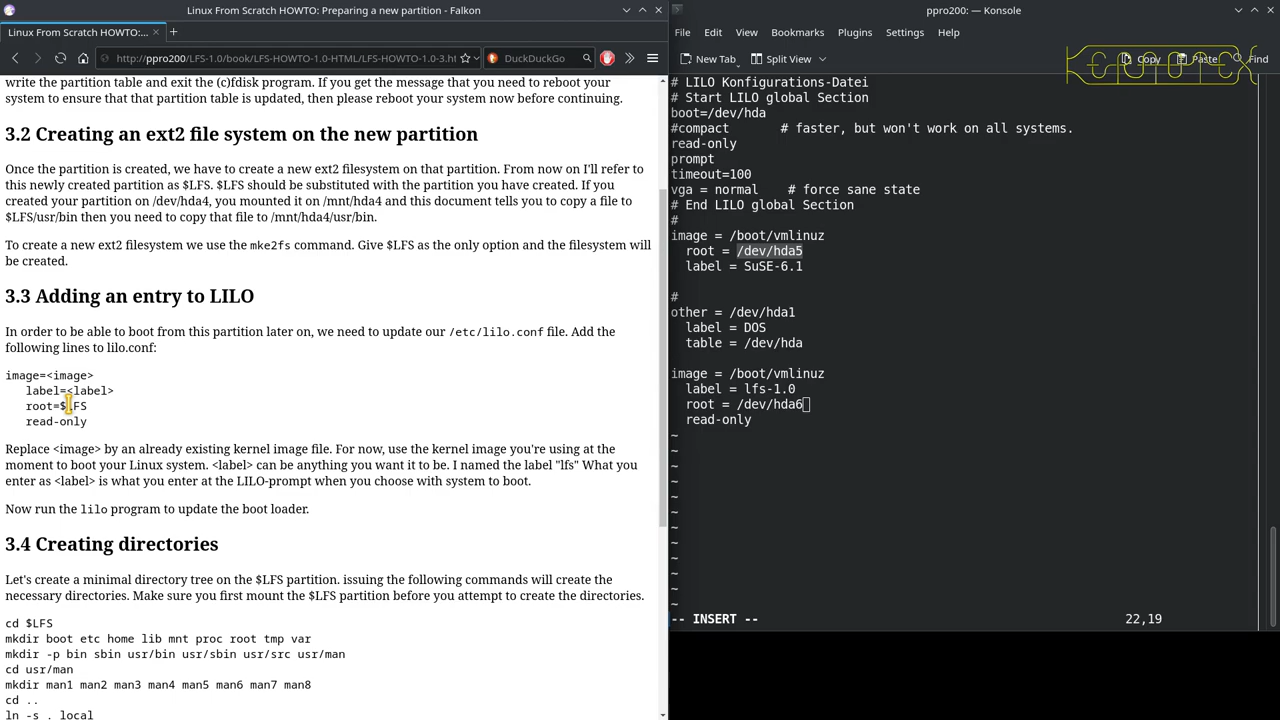 Linux From Scratch HOWTO: Preparing a new partition - Falkon
Linux From Scratch HOWTO:...
http://ppro200/LFS-1.0/book/LFS-HOWTO-1.0-HTML/LFS-HOWTO-1.0-3.ht
DuckDuckGo
write the partition table and exit the (c)fdisk program. If you get the message that you need to reboot your
system to ensure that that partition table is updated, then please reboot your system now before continuing.
3.2 Creating an ext2 file system on the new partition
Once the partition is created, we have to create a new ext2 filesystem on that partition. From now on I'll refer to
this newly created partition as $LFS. $LFS should be substituted with the partition you have created. If you
created your partition on /dev/hda4, you mounted it on /mnt/hda4 and this document tells you to copy a file to
$LFS/usr/bin then you need to copy that file to /mnt/hda4/usr/bin.
To create a new ext2 filesystem we use the mke2fs command. Give $LFS as the only option and the filesystem will
be created.
3.3 Adding an entry to LILO
In order to be able to boot from this partition later on, we need to update our /etc/lilo.conf file. Add the
following lines to lilo.conf:
image=<image>
label=<label>
root=$LFS
read-only
Replace <image> by an already existing kernel image file. For now, use the kernel image you're using at the
moment to boot your Linux system. <label> can be anything you want it to be. I named the label "lfs" What you
enter as <label> is what you enter at the LILO-prompt when you choose with system to boot.
Now run the lilo program to update the boot loader.
3.4 Creating directories
Let's create a minimal directory tree on the $LFS partition. issuing the following commands will create the
necessary directories. Make sure you first mount the $LFS partition before you attempt to create the directories.
cd $LFS
mkdir boot etc home lib mnt proc root tmp var
mkdir -p bin sbin usr/bin usr/sbin usr/src usr/man
cd usr/man
mkdir man1 man2 man3 man4 man5 man6 man7 man8
cd ..
ln -s . local
ppro200: — Konsole
File Edit View Bookmarks Plugins Settings Help
New Tab Split View Copy Paste Find
# LILO Konfigurations-Datei
# Start LILO global Section
boot=/dev/hda
#compact # faster, but won't work on all systems.
read-only
prompt
timeout=100
vga = normal # force sane state
# End LILO global Section
#
image = /boot/vmlinuz
root = /dev/hda5
label = SuSE-6.1
#
other = /dev/hda1
label = DOS
table = /dev/hda
image = /boot/vmlinuz
label = lfs-1.0
root = /dev/hda6
read-only
~
~
~
~
~
~
~
~
~
~
~
~
-- INSERT -- 22,19